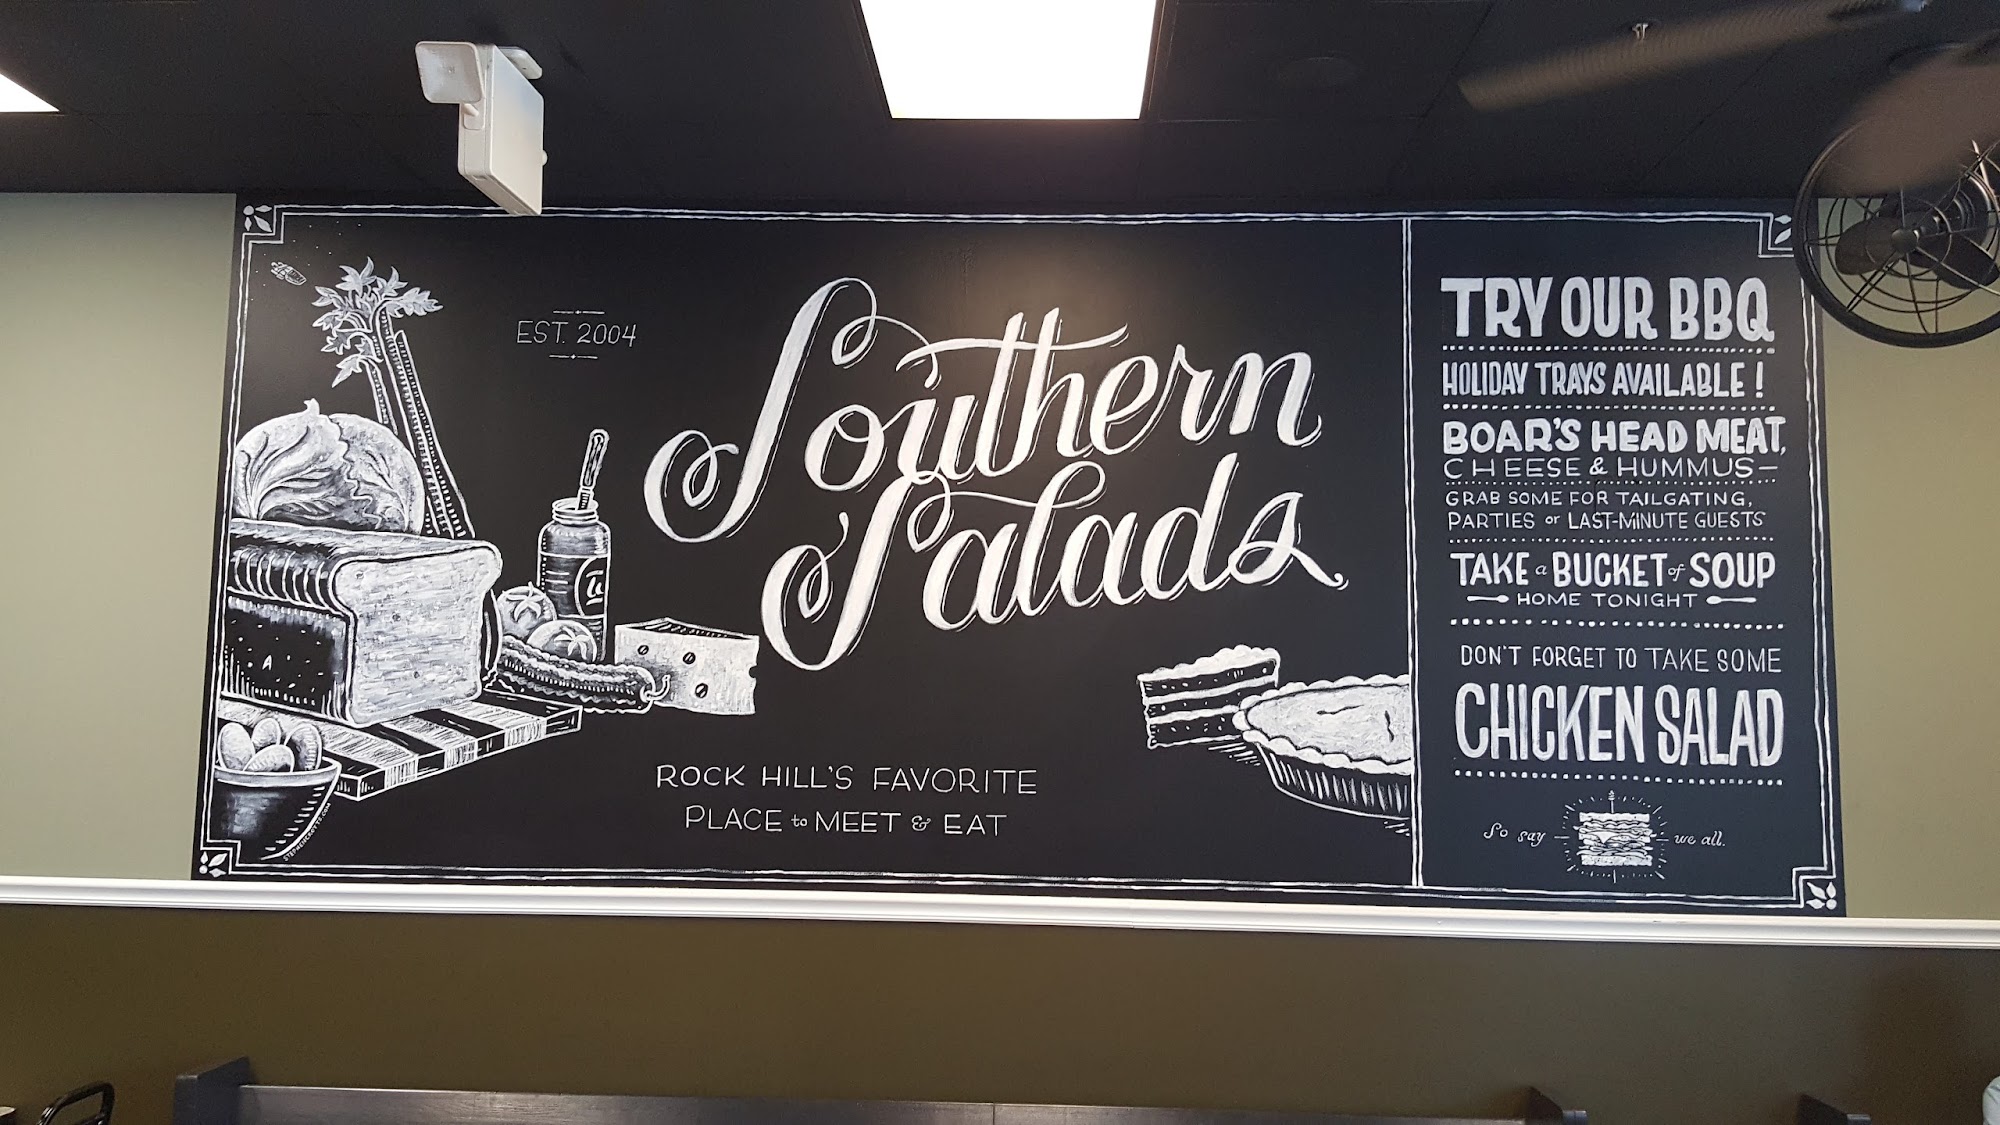 EST. 2004
Southern
Salads
ROCK HILL'S FAVORITE
PLACE to MEET & EAT
STEPHENCROTTS.COM
TRY OUR BBQ
HOLIDAY TRAYS AVAILABLE!
BOAR'S HEAD MEAT,
CHEESE & HUMMUS—
GRAB SOME FOR TAILGATING,
PARTIES or LAST-MINUTE GUESTS
TAKE a BUCKET of SOUP
HOME TONIGHT
DON'T FORGET TO TAKE SOME
CHICKEN SALAD
So say we all.